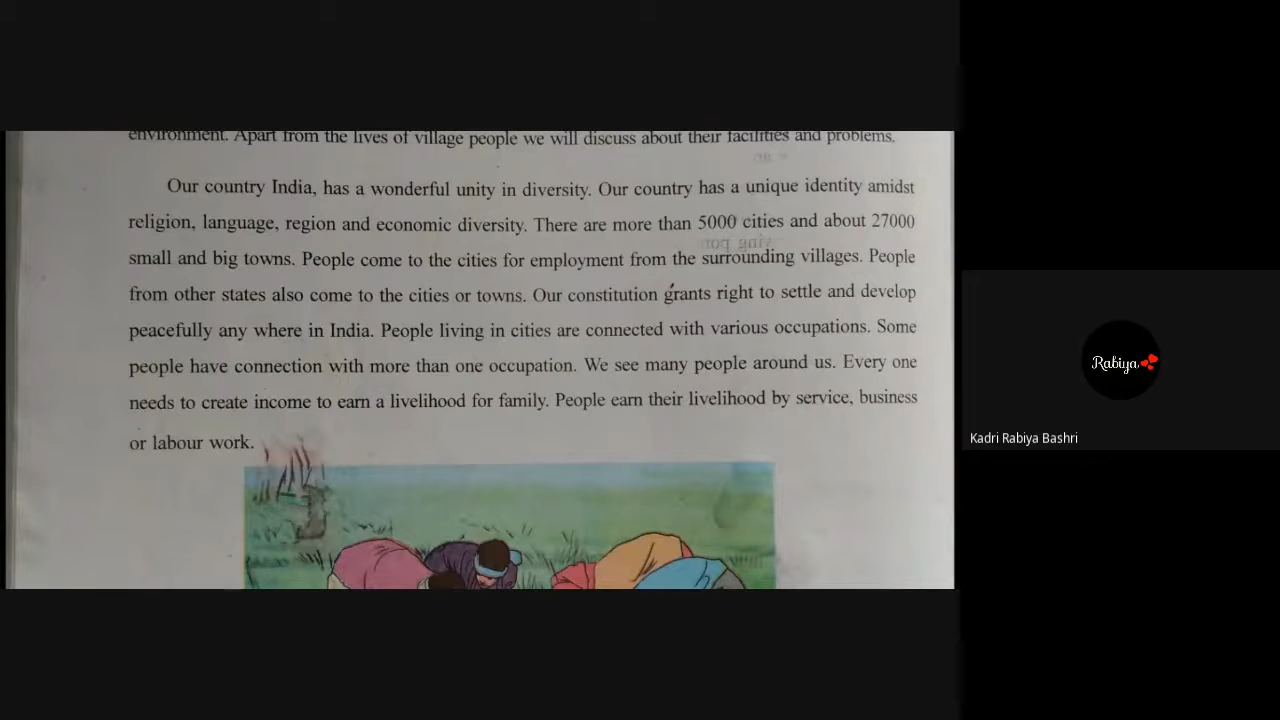 environment. Apart from the lives of village people we will discuss about their facilities and problems.
Our country India, has a wonderful unity in diversity. Our country has a unique identity amidst
religion, language, region and economic diversity. There are more than 5000 cities and about 27000
small and big towns. People come to the cities for employment from the surrounding villages. People
from other states also come to the cities or towns. Our constitution grants right to settle and develop
peacefully any where in India. People living in cities are connected with various occupations. Some
people have connection with more than one occupation. We see many people around us. Every one
needs to create income to earn a livelihood for family. People earn their livelihood by service, business
or labour work.
Rabiya
Kadri Rabiya Bashri